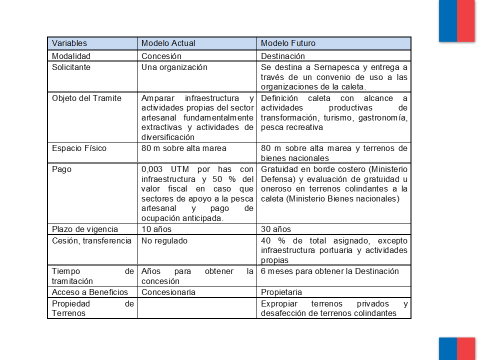 Variables Modelo Actual Modelo Futuro
Modalidad Concesión Destinación
Solicitante Una organización Se destina a Sernapesca y entrega a
través de un convenio de uso a las
organizaciones de la caleta.
Objeto del Tramite Amparar infraestructura y Definición caleta con alcance a
actividades propias del sector actividades productivas de
artesanal fundamentalmente transformación, turismo, gastronomía,
extractivas y actividades de pesca recreativa
diversificación
Espacio Físico 80 m sobre alta marea 80 m sobre alta marea y terrenos de
bienes nacionales
Pago 0,003 UTM por has con Gratuidad en borde costero (Ministerio
infraestructura y 50 % del Defensa) y evaluación de gratuidad u
valor fiscal en caso que oneroso en terrenos colindantes a la
sectores de apoyo a la pesca caleta (Ministerio Bienes nacionales)
artesanal y pago de
ocupación anticipada.
Plazo de vigencia 10 años 30 años
Cesión, transferencia No regulado 40 % de total asignado, excepto
infraestructura portuaria y actividades
propias
Tiempo de Años para obtener la 6 meses para obtener la Destinación
tramitación concesión
Acceso a Beneficios Concesionaria Propietaria
Propiedad de Expropiar terrenos privados y
Terrenos desafección de terrenos colindantes